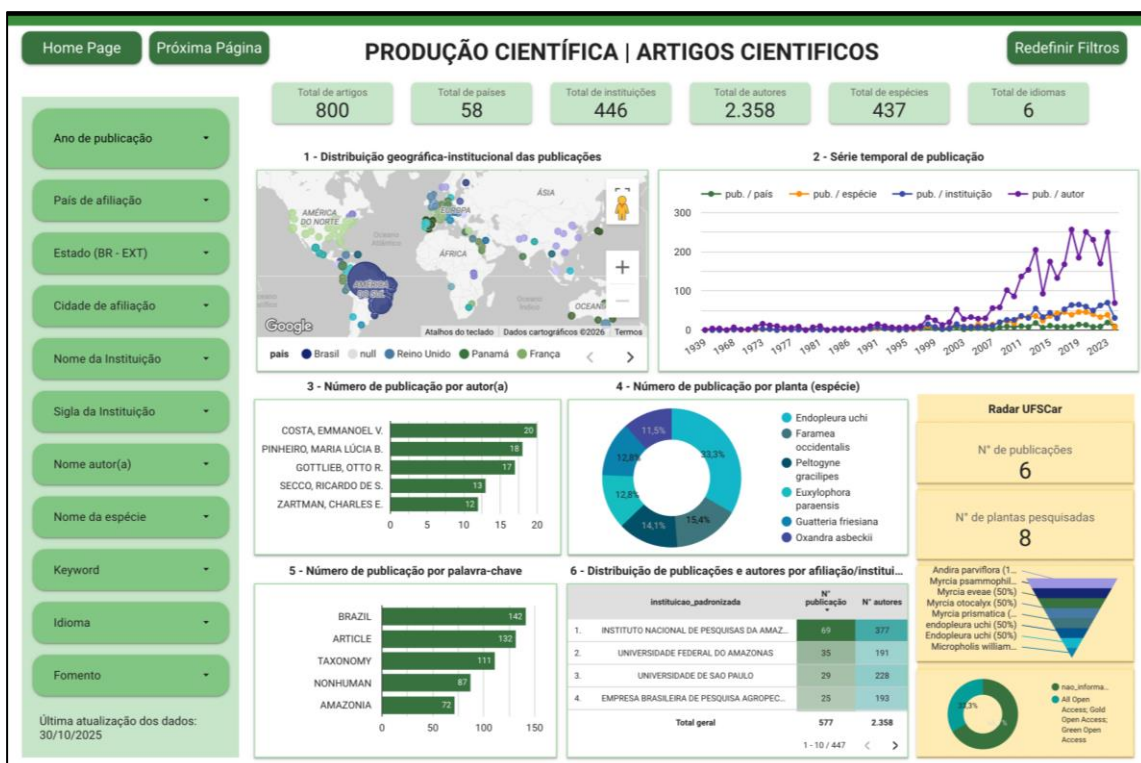 Home Page
Próxima Página
PRODUÇÃO CIENTÍFICA | ARTIGOS CIENTIFICOS
Redefinir Filtros
Ano de publicação
País de afiliação
Estado (BR - EXT)
Cidade de afiliação
Nome da Instituição
Sigla da Instituição
Nome autor(a)
Nome da espécie
Keyword
Idioma
Fomento
Última atualização dos dados:
30/10/2025
Total de artigos
800
Total de países
58
Total de instituições
446
Total de autores
2.358
Total de espécies
437
Total de idiomas
6
1 - Distribuição geográfica-institucional das publicações
AMÉRICA
DO NORTE
EUROPA
ÁSIA
Oceano
Atlântico
ÁFRICA
AMÉRICA
DO SUL
Oceano
Índico
OCEANI
Google
Atalhos do teclado
Dados cartográficos ©2026
Termos
pais
Brasil
null
Reino Unido
Panamá
França
2 - Série temporal de publicação
pub. / país
pub. / espécie
pub. / instituição
pub. / autor
300
200
100
0
1939
1968
1973
1977
1981
1986
1991
1995
1999
2003
2007
2011
2015
2019
2023
3 - Número de publicação por autor(a)
COSTA, EMMANOEL V.
20
PINHEIRO, MARIA LÚCIA B.
18
GOTTLIEB, OTTO R.
17
SECCO, RICARDO DE S.
13
ZARTMAN, CHARLES E.
12
0 5 10 15 20
4 - Número de publicação por planta (espécie)
11,5%
33,3%
12,8%
12,8%
14,1%
15,4%
Endopleura uchi
Faramea
occidentalis
Peltogyne
gracilipes
Euxylophora
paraensis
Guatteria friesiana
Oxandra asbeckii
5 - Número de publicação por palavra-chave
BRAZIL
142
ARTICLE
132
TAXONOMY
111
NONHUMAN
87
AMAZONIA
72
0 50 100 150
6 - Distribuição de publicações e autores por afiliação/institui...
instituicao_padronizada
N°
publicação
N° autores
1. INSTITUTO NACIONAL DE PESQUISAS DA AMAZ... 69 377
2. UNIVERSIDADE FEDERAL DO AMAZONAS 35 191
3. UNIVERSIDADE DE SAO PAULO 29 228
4. EMPRESA BRASILEIRA DE PESQUISA AGROPEC... 25 193
Total geral 577 2.358
1 - 10 / 447
Radar UFSCar
N° de publicações
6
N° de plantas pesquisadas
8
Andira parviflora (1...
Myrcia psammophil...
Myrcia eveae (50%)
Myrcia otocalyx (50%)
Myrcia prismatica (...
endopleura uchi (50%)
Endopleura uchi (50%)
Micropholis william...
33,3%
nao_informa...
All Open
Access; Gold
Open Access;
Green Open
Access